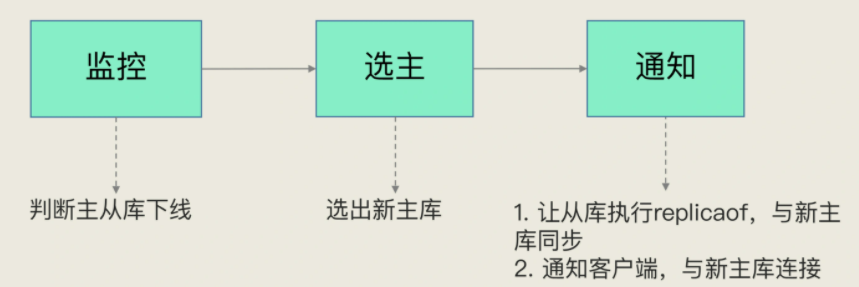 监控
选主
通知
判断主从库下线
选出新主库
1. 让从库执行replicaof，与新主
库同步
2. 通知客户端，与新主库连接